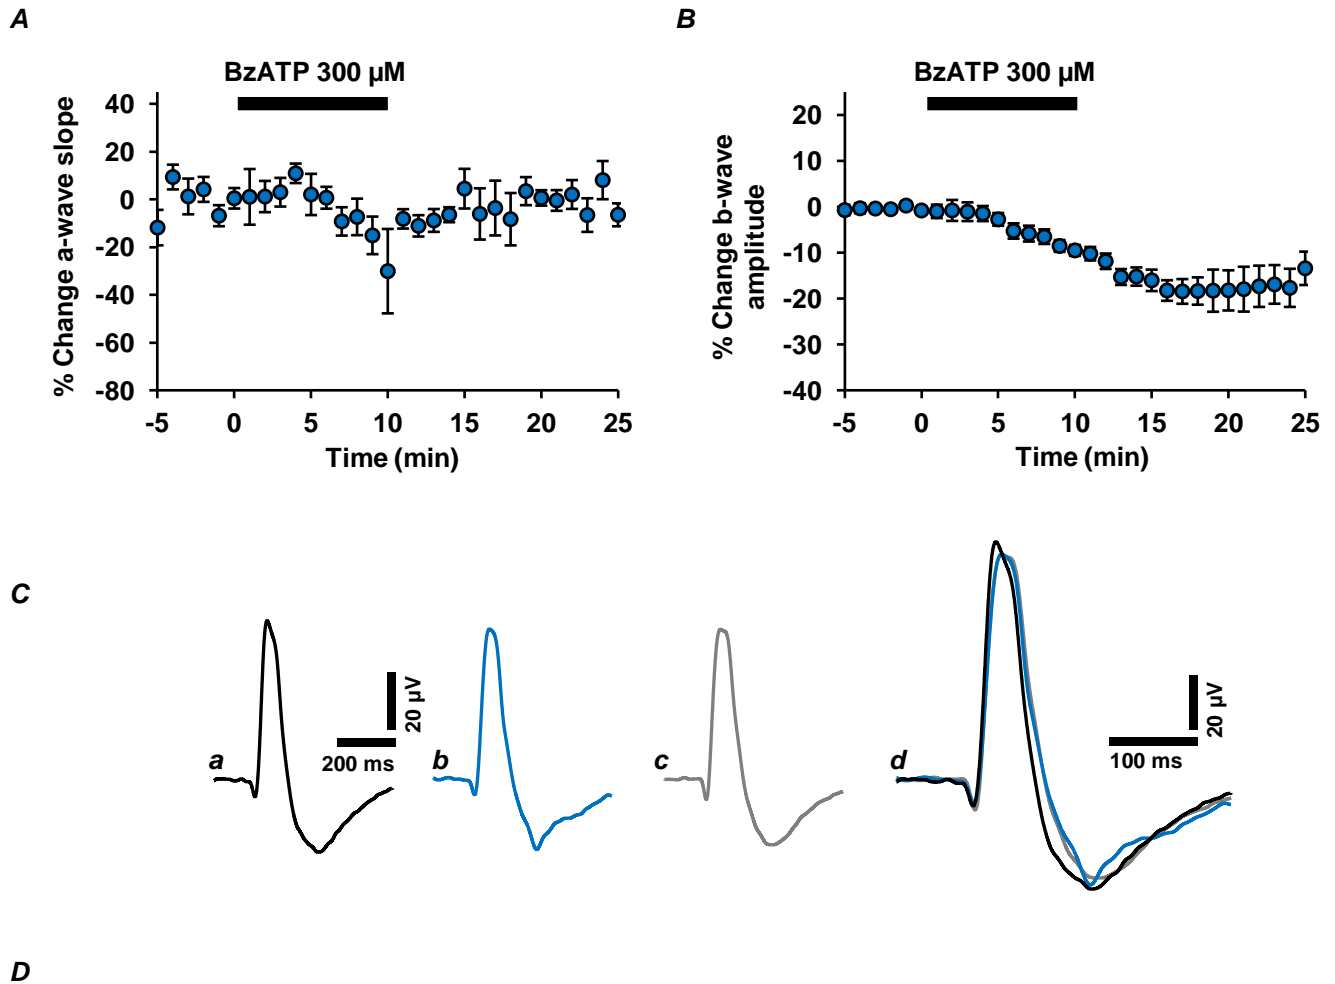 A
BzATP 300 µM
% Change a-wave slope
40
20
0
-20
-40
-60
-80
-5 0 5 10 15 20 25
Time (min)
B
BzATP 300 µM
% Change b-wave
amplitude
20
10
0
-10
-20
-30
-40
-5 0 5 10 15 20 25
Time (min)
C
a
20 µV
200 ms
b
c
d
20 µV
100 ms
D